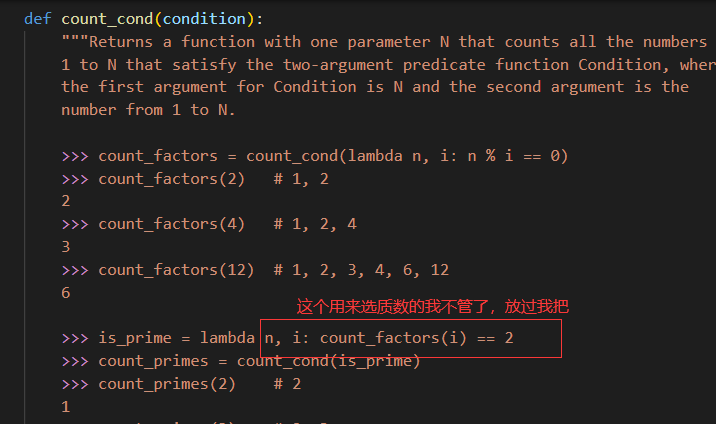 def count_cond(condition):
"""Returns a function with one parameter N that counts all the numbers
1 to N that satisfy the two-argument predicate function Condition, wher
the first argument for Condition is N and the second argument is the
number from 1 to N.
>>> count_factors = count_cond(lambda n, i: n % i == 0)
>>> count_factors(2)   # 1, 2
2
>>> count_factors(4)   # 1, 2, 4
3
>>> count_factors(12)  # 1, 2, 3, 4, 6, 12
6
这个用来选质数的我不管了，放过我把
>>> is_prime = lambda n, i: count_factors(i) == 2
>>> count_primes = count_cond(is_prime)
>>> count_primes(2)    # 2
1